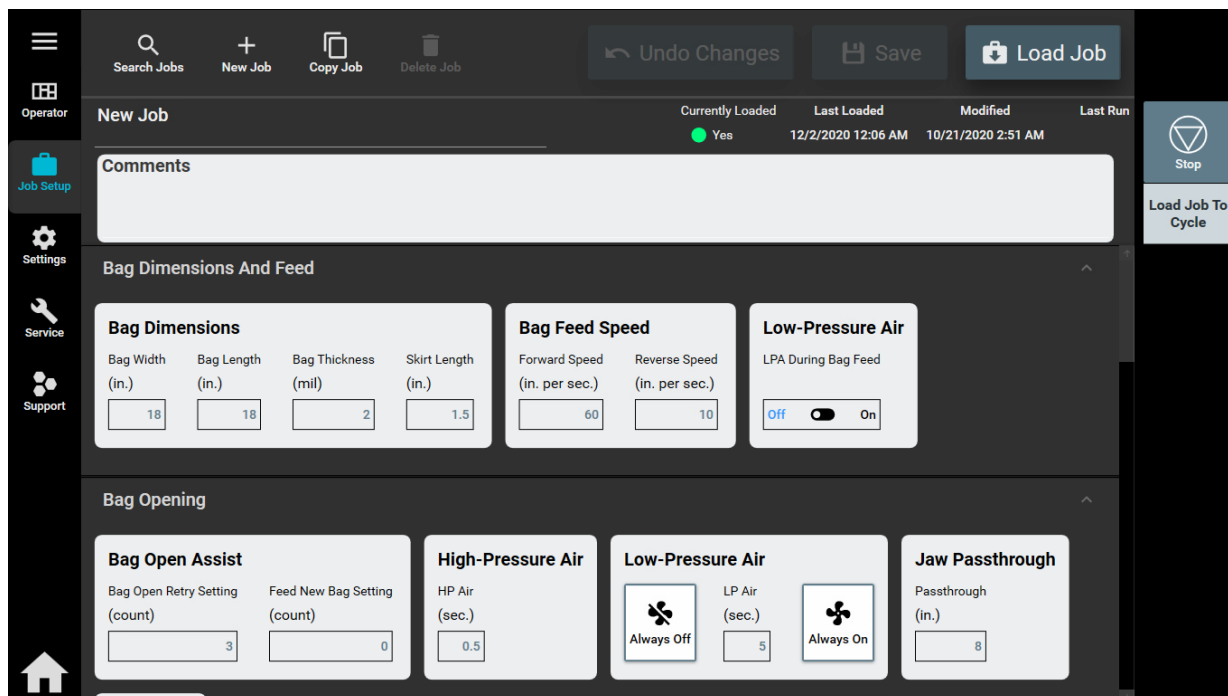 Search Jobs
New Job
Copy Job
Delete Job
Undo Changes
Save
Load Job
Operator
Job Setup
Settings
Service
Support
New Job
Currently Loaded
Yes
Last Loaded
12/2/2020 12:06 AM
Modified
10/21/2020 2:51 AM
Last Run
Comments
Stop
Load Job To
Cycle
Bag Dimensions And Feed
Bag Dimensions
Bag Width
(in.)
18
Bag Length
(in.)
18
Bag Thickness
(mil)
2
Skirt Length
(in.)
1.5
Bag Feed Speed
Forward Speed
(in. per sec.)
60
Reverse Speed
(in. per sec.)
10
Low-Pressure Air
LPA During Bag Feed
Off
On
Bag Opening
Bag Open Assist
Bag Open Retry Setting
(count)
3
Feed New Bag Setting
(count)
0
High-Pressure Air
HP Air
(sec.)
0.5
Low-Pressure Air
Always Off
LP Air
(sec.)
5
Always On
Jaw Passthrough
Passthrough
(in.)
8